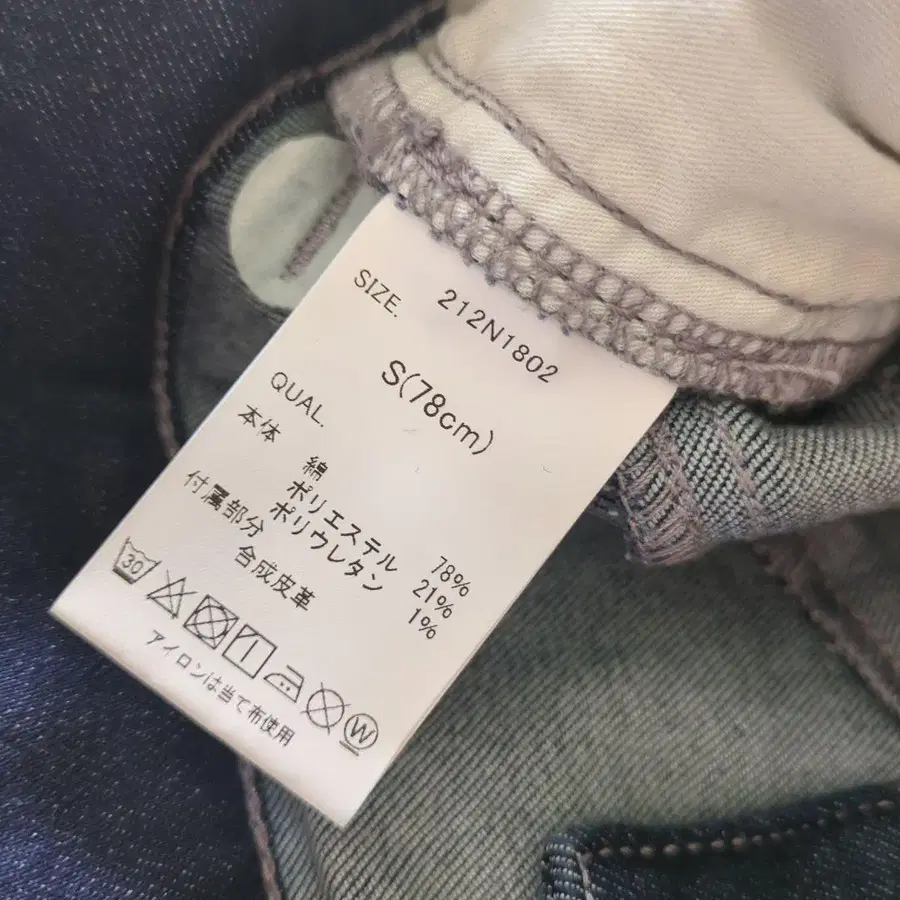 212N1802
SIZE. S(78cm)
QUAL.
本体 綿 78%
ポリエステル 21%
ポリウレタン 1%
付属部分 合成皮革
30 W
アイロンは当て布使用